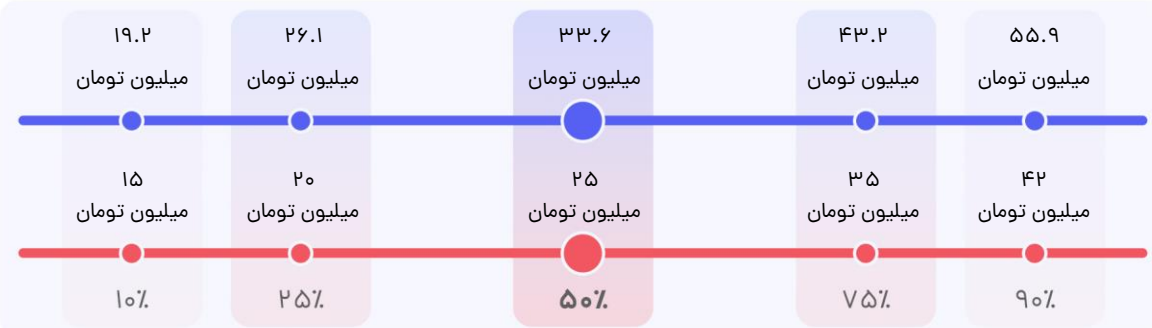 ۱۹.۲ ۲۶.۱ ۳۳.۶ ۴۳.۲ ۵۵.۹
میلیون تومان میلیون تومان میلیون تومان میلیون تومان میلیون تومان
۱۵ ۲۰ ۲۵ ۳۵ ۴۲
میلیون تومان میلیون تومان میلیون تومان میلیون تومان میلیون تومان
۱۰٪ ۲۵٪ ۵۰٪ ۷۵٪ ۹۰٪